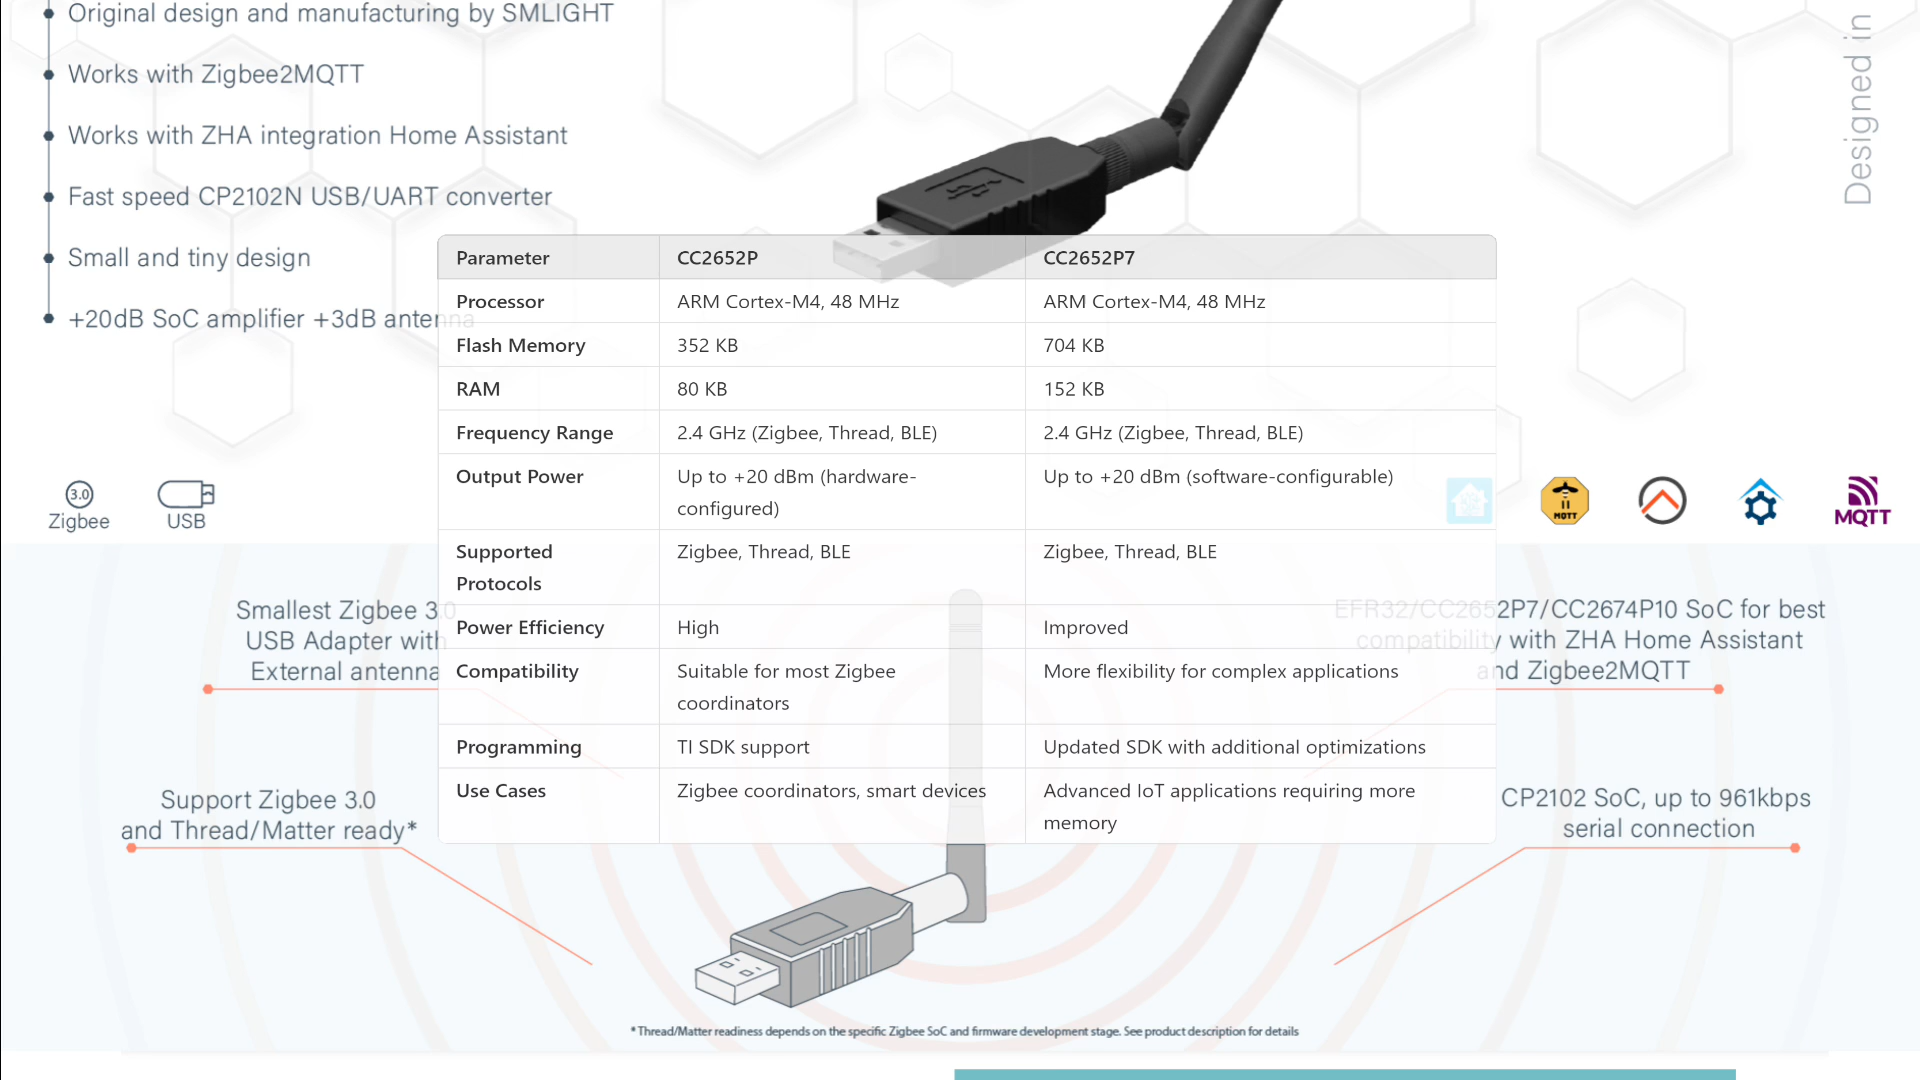 Original design and manufacturing by SMLIGHT
Works with Zigbee2MQTT
Works with ZHA integration Home Assistant
Fast speed CP2102N USB/UART converter
Small and tiny design
+20dB SoC amplifier +3dB antenna
Designed in
3.0
Zigbee
USB
MQTT
MQTT
Parameter CC2652P CC2652P7
Processor ARM Cortex-M4, 48 MHz ARM Cortex-M4, 48 MHz
Flash Memory 352 KB 704 KB
RAM 80 KB 152 KB
Frequency Range 2.4 GHz (Zigbee, Thread, BLE) 2.4 GHz (Zigbee, Thread, BLE)
Output Power Up to +20 dBm (hardware- Up to +20 dBm (software-configurable)
configured)
Supported Zigbee, Thread, BLE Zigbee, Thread, BLE
Protocols
Power Efficiency High Improved
Compatibility Suitable for most Zigbee More flexibility for complex applications
coordinators
Programming TI SDK support Updated SDK with additional optimizations
Use Cases Zigbee coordinators, smart devices Advanced IoT applications requiring more
memory
Smallest Zigbee 3.0
USB Adapter with
External antenna
EFR32/CC2652P7/CC2674P10 SoC for best
compatibility with ZHA Home Assistant
and Zigbee2MQTT
Support Zigbee 3.0
and Thread/Matter ready*
CP2102 SoC, up to 961kbps
serial connection
*Thread/Matter readiness depends on the specific Zigbee SoC and firmware development stage. See product description for details